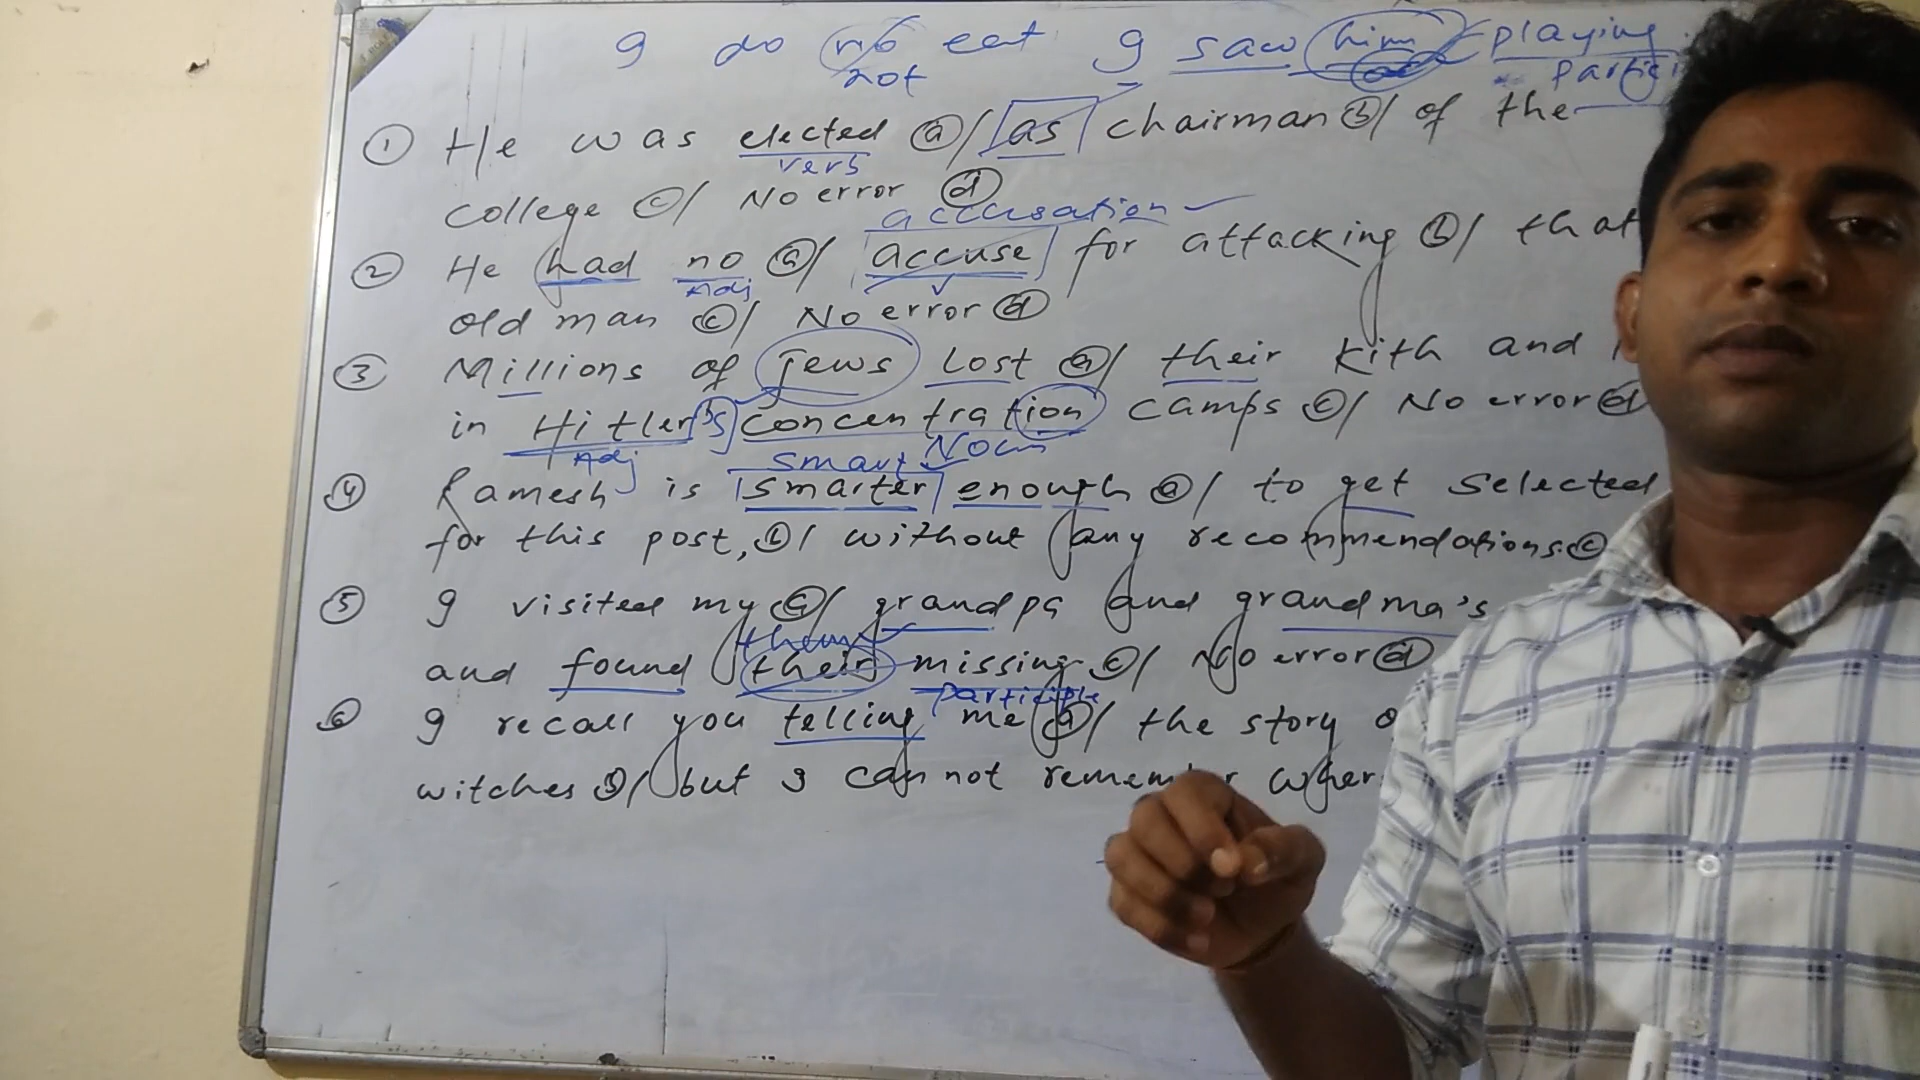 I do no eat I saw him playing.
not partici
① He was elected ⓐ/ as chairman ⓑ/ of the
verb
college ⓒ/ No error ⓓ
accusation
② He had no ⓐ/ accuse for attacking ⓑ/ that
Adj
old man ⓒ/ No error ⓓ
③ Millions of jews lost ⓐ/ their kith and
in Hitler's concentration camps ⓒ/ No error ⓓ
Adj smart Noun
④ Ramesh is smarter enough ⓐ/ to get selected
for this post, ⓑ/ without any recommendations. ⓒ
⑤ I visited my ⓐ/ grandpa and grandma's
them
and found their missing. ⓒ/ No error ⓓ
participle
⑥ I recall you telling me ⓐ/ the story
witches ⓑ/ but I can not remember